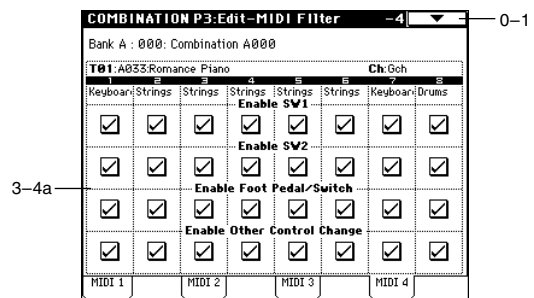 COMBINATION P3:Edit-MIDI Filter -4 0-1
Bank A : 000: Combination A000
T01:A033:Romance Piano Ch:Gch
1 2 3 4 5 6 7 8
Keyboar Strings Strings Strings Strings Strings Keyboar Drums
Enable SW1
Enable SW2
3-4a
Enable Foot Pedal/Switch
Enable Other Control Change
MIDI 1 MIDI 2 MIDI 3 MIDI 4